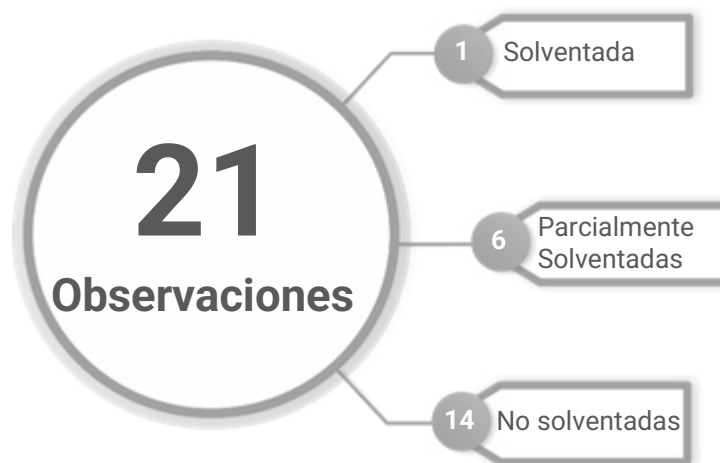 21
Observaciones
1
Solventada
6
Parcialmente
Solventadas
14
No solventadas